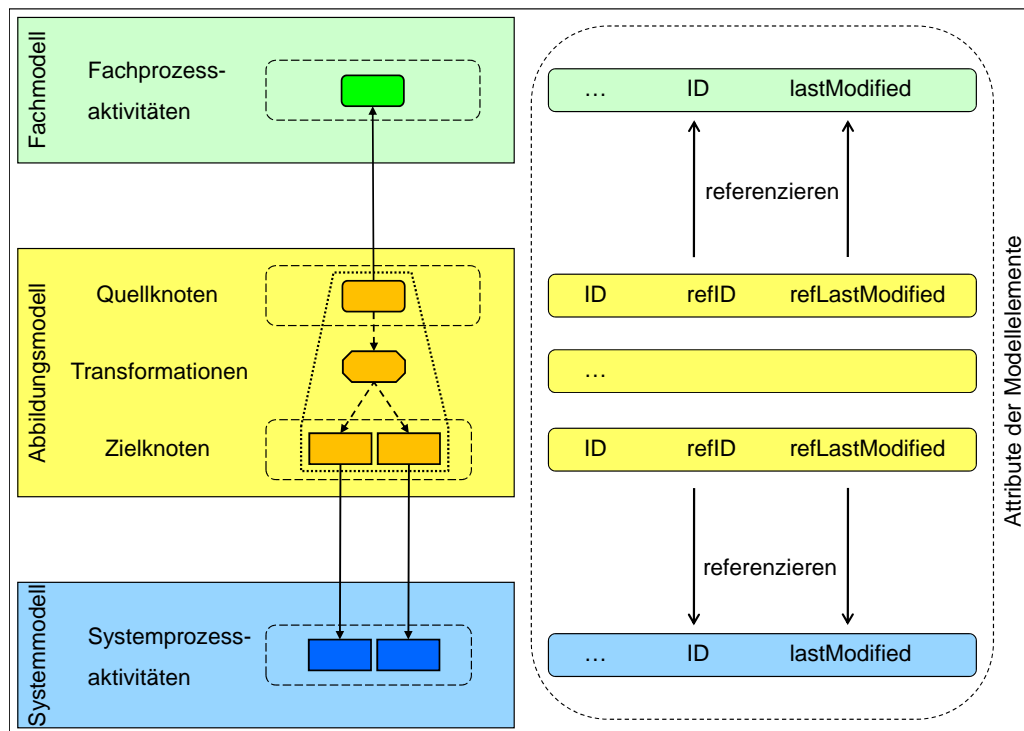 Fachmodell
Fachprozess-
aktivitäten
Abbildungsmodell
Quellknoten
Transformationen
Zielknoten
Systemmodell
Systemprozess-
aktivitäten
… ID lastModified
referenzieren
ID refID refLastModified
…
ID refID refLastModified
referenzieren
… ID lastModified
Attribute der Modellelemente